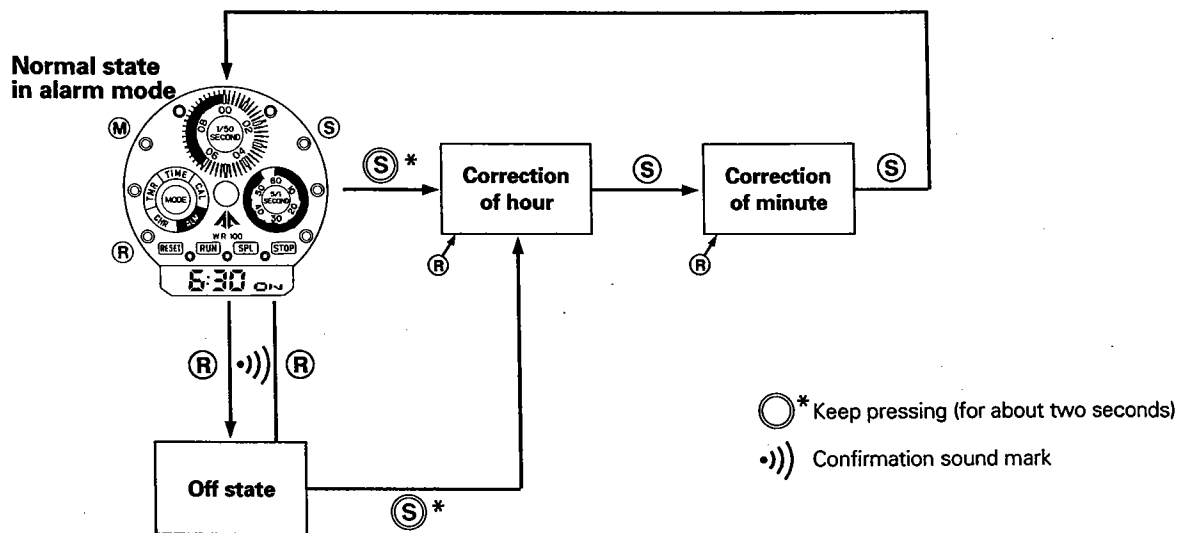 Normal state
in alarm mode
M
S
R
00
02
04
06
08
1/50
SECOND
TIME
CAL
ALM
CHR
TMR
MODE
60
10
20
30
40
50
5/1
SECOND
WR 100
RESET RUN SPL STOP
6:30 ON
S *
Correction
of hour
S
Correction
of minute
S
R
R
R
R
Off state
S *
* Keep pressing (for about two seconds)
Confirmation sound mark